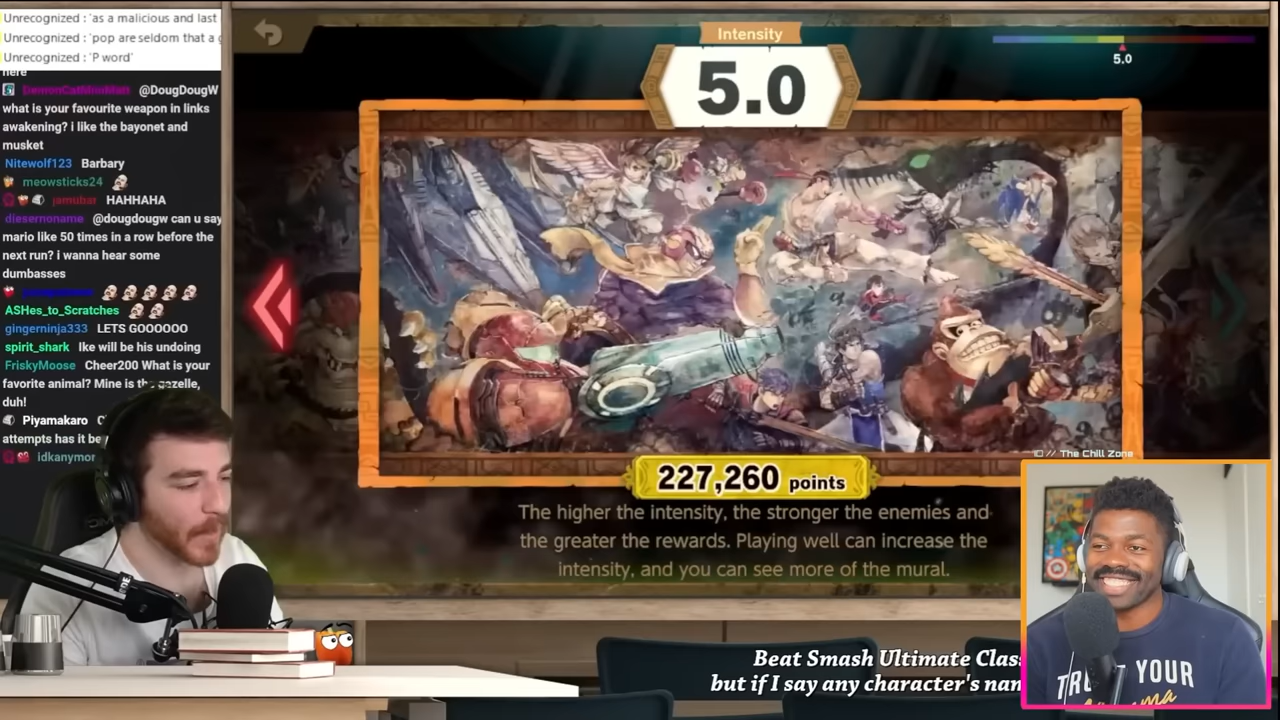 Unrecognized : 'as a malicious and last
Unrecognized : 'pop are seldom that a g
Unrecognized : 'P word'
here
DemonCatMonMatt @DougDougW
what is your favourite weapon in links
awakening? i like the bayonet and
musket
Nitewolf123 Barbary
meowsticks24
jamubar HAHHAHA
diesernoname @dougdougw can u say
mario like 50 times in a row before the
next run? i wanna hear some
dumbasses
ASHes_to_Scratches
gingerninja333 LETS GOOOOOO
spirit_shark Ike will be his undoing
FriskyMoose Cheer200 What is your
favorite animal? Mine is the gazelle,
duh!
Piyamakaro
attempts has it be
idkanymor
Intensity
5.0
5.0
// The Chill Zone
227,260 points
The higher the intensity, the stronger the enemies and
the greater the rewards. Playing well can increase the
intensity, and you can see more of the mural.
Beat Smash Ultimate Clas
but if I say any character's nam
YOUR